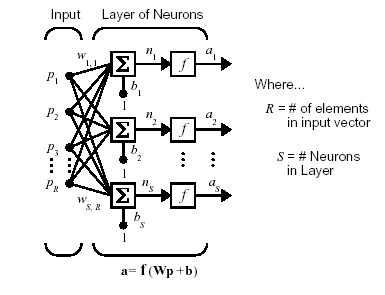 Input Layer of Neurons
w1,1 n1 a1
Σ f
p1
b1
1
p2 n2 a2
Σ f
p3 b2
1
pR nS aS
wS, R Σ f
bS
1
a= f (Wp +b)
Where...
R = # of elements
in input vector
S = # Neurons
in Layer